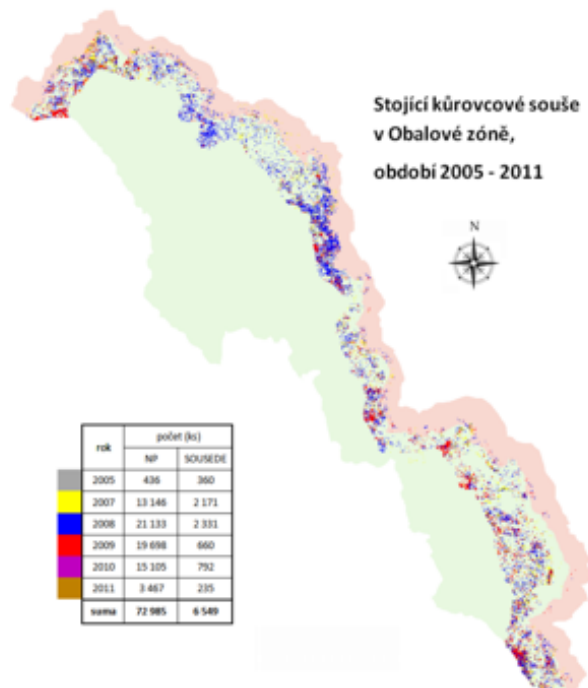 Stojící kůrovcové souše
v Obalové zóně,
období 2005 - 2011
N
rok počet (ks)
NP SOUSEDE
2005 436 360
2007 13 146 2 171
2008 21 133 2 331
2009 19 698 660
2010 15 105 792
2011 3 467 235
suma 72 985 6 549